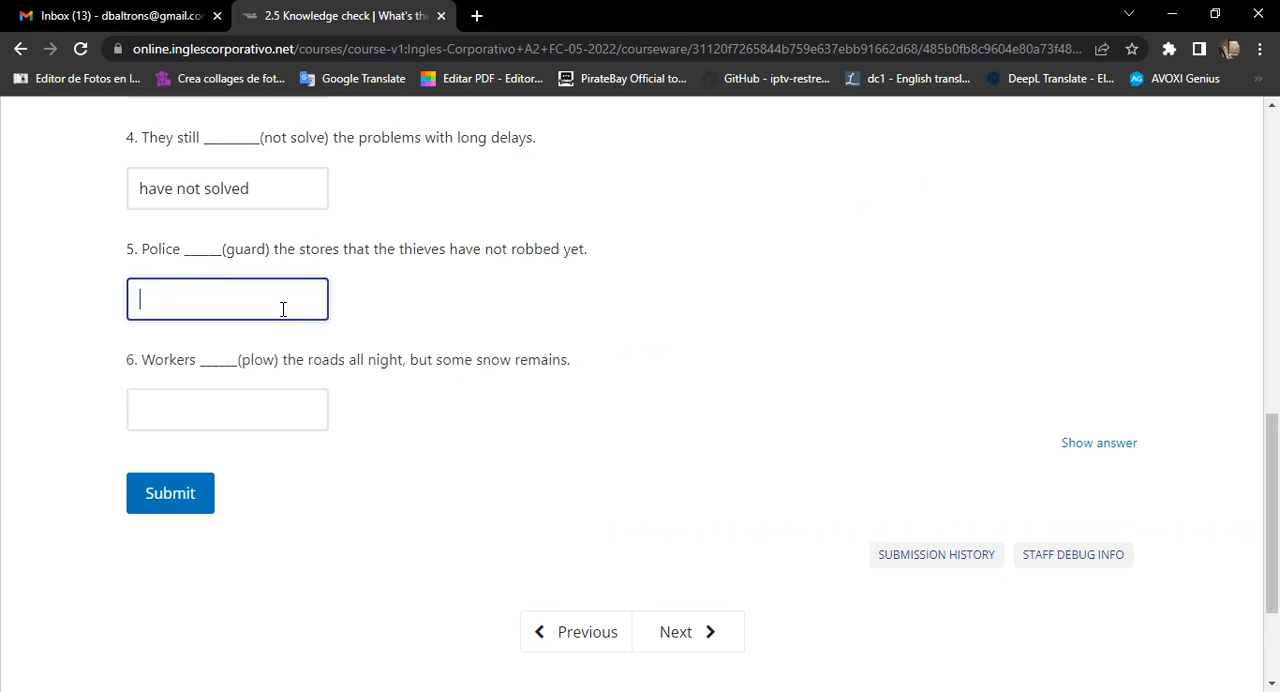 Inbox (13) - dbaltrons@gmail.co
2.5 Knowledge check | What's the
online.inglescorporativo.net/courses/course-v1:Ingles-Corporativo+A2+FC-05-2022/courseware/31120f7265844b759e637ebb91662d68/485b0fb8c9604e80a73f48...
Editor de Fotos en l...
Crea collages de fot...
Google Translate
Editar PDF - Editor...
PirateBay Official to...
GitHub - iptv-restre...
dc1 - English transl...
DeepL Translate - El...
AVOXI Genius
4. They still _________(not solve) the problems with long delays.
have not solved
5. Police ______(guard) the stores that the thieves have not robbed yet.
6. Workers ______(plow) the roads all night, but some snow remains.
Show answer
Submit
SUBMISSION HISTORY
STAFF DEBUG INFO
Previous
Next